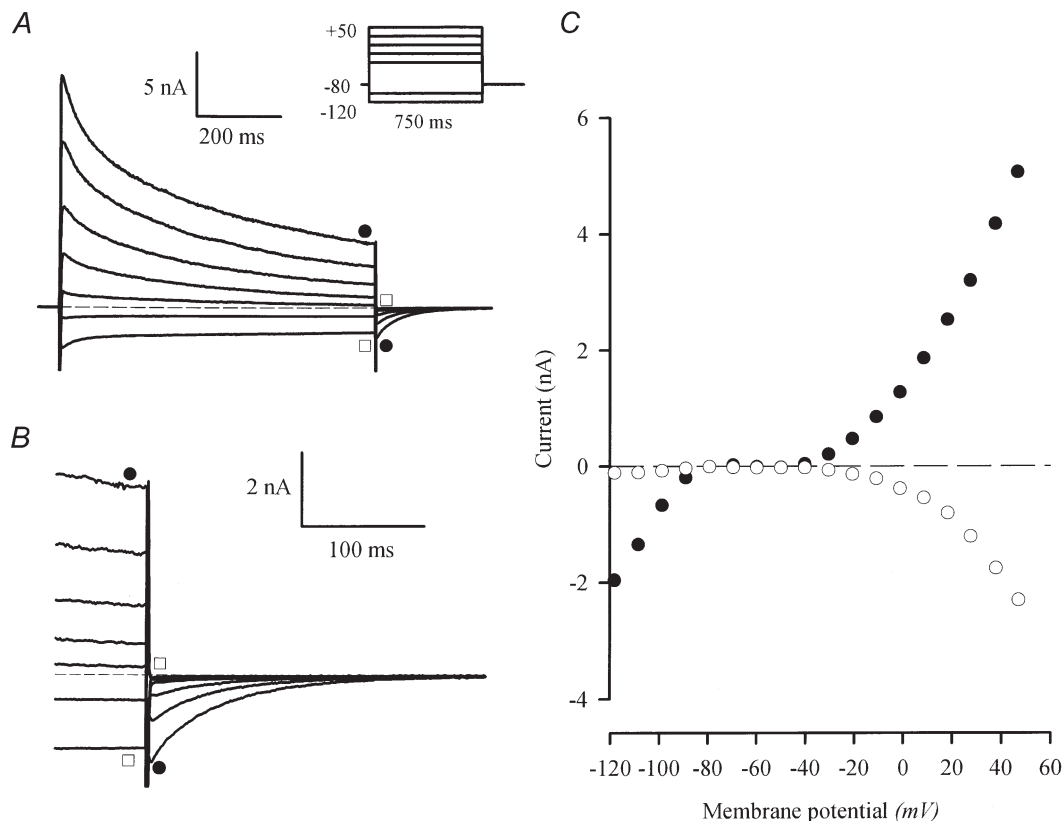 A
+50
-80
-120
750 ms
5 nA
200 ms
B
2 nA
100 ms
C
6
4
2
0
-2
-4
Current (nA)
-120 -100 -80 -60 -40 -20 0 20 40 60
Membrane potential (mV)